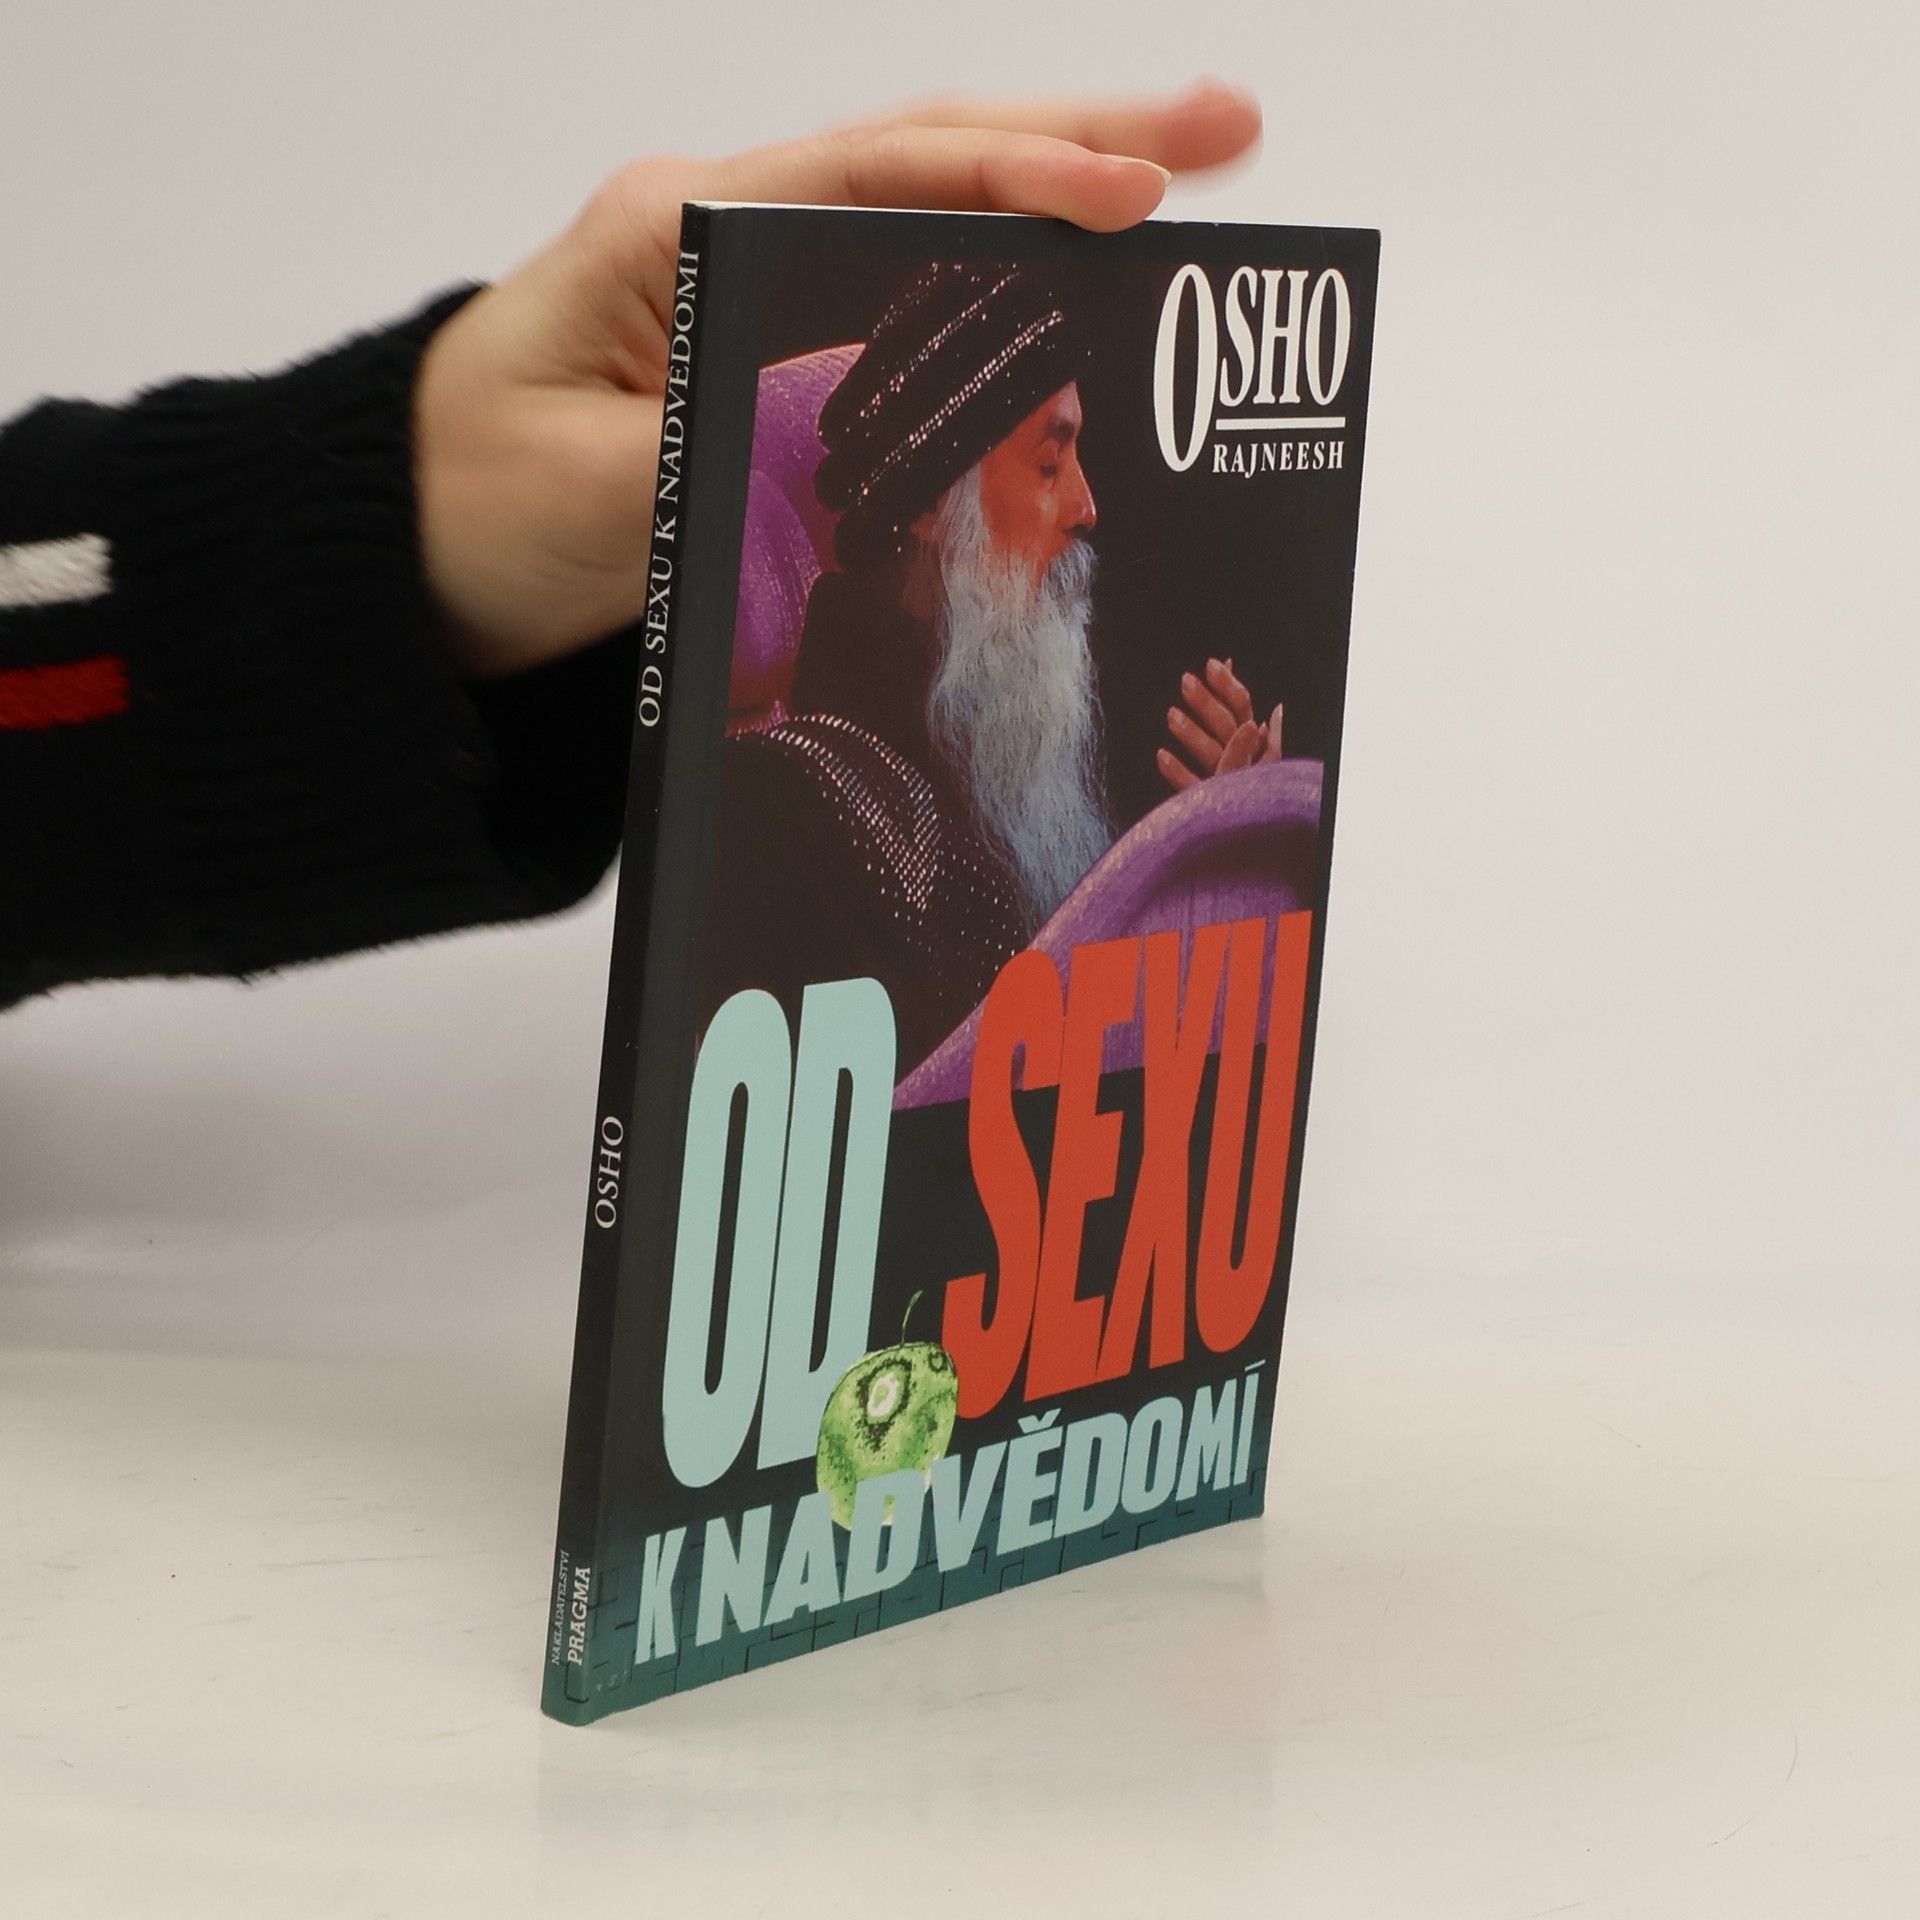 OSHO
RAJNEESH
OD SEXU
K NADVĚDOMÍ
OD SEXU K NADVĚDOMÍ
OSHO
NAKLADATELSTVÍ
PRAGMA